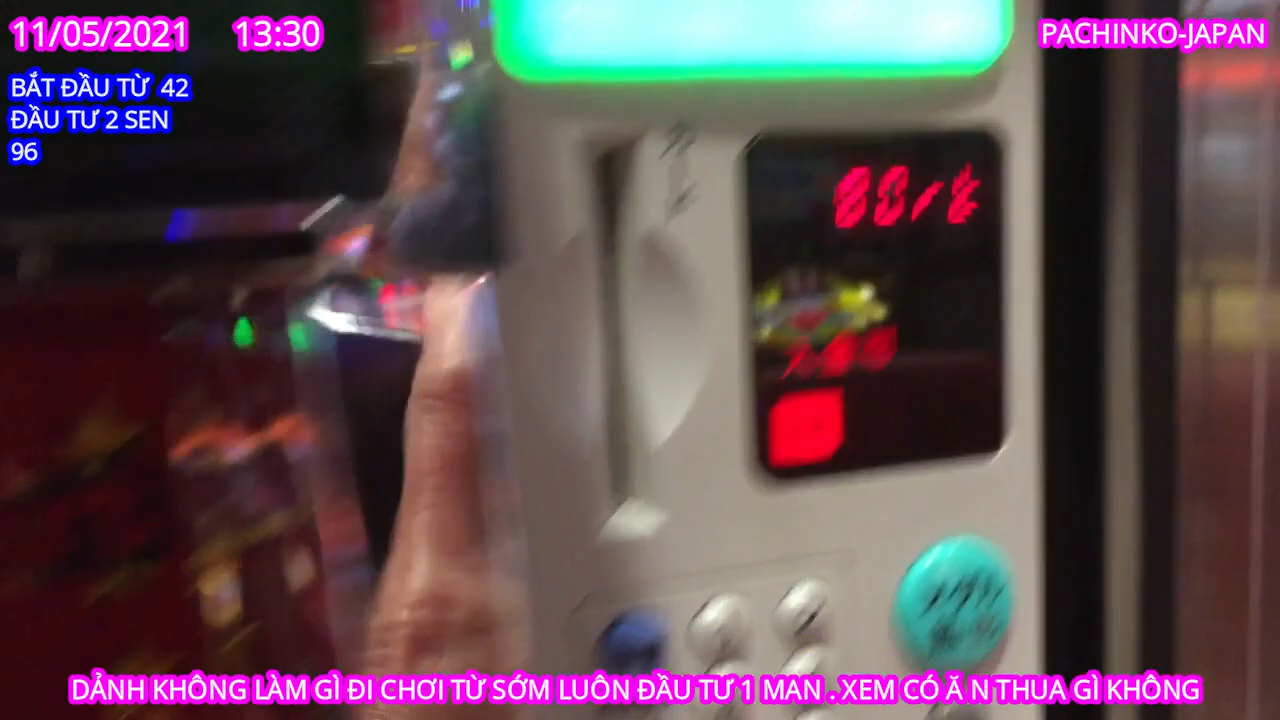 11/05/2021 13:30
PACHINKO-JAPAN
BẮT ĐẦU TỪ 42
ĐẦU TƯ 2 SEN
96
DẢNH KHÔNG LÀM GÌ ĐI CHƠI TỪ SỚM LUÔN ĐẦU TƯ 1 MAN . XEM CÓ Ă N THUA GÌ KHÔNG